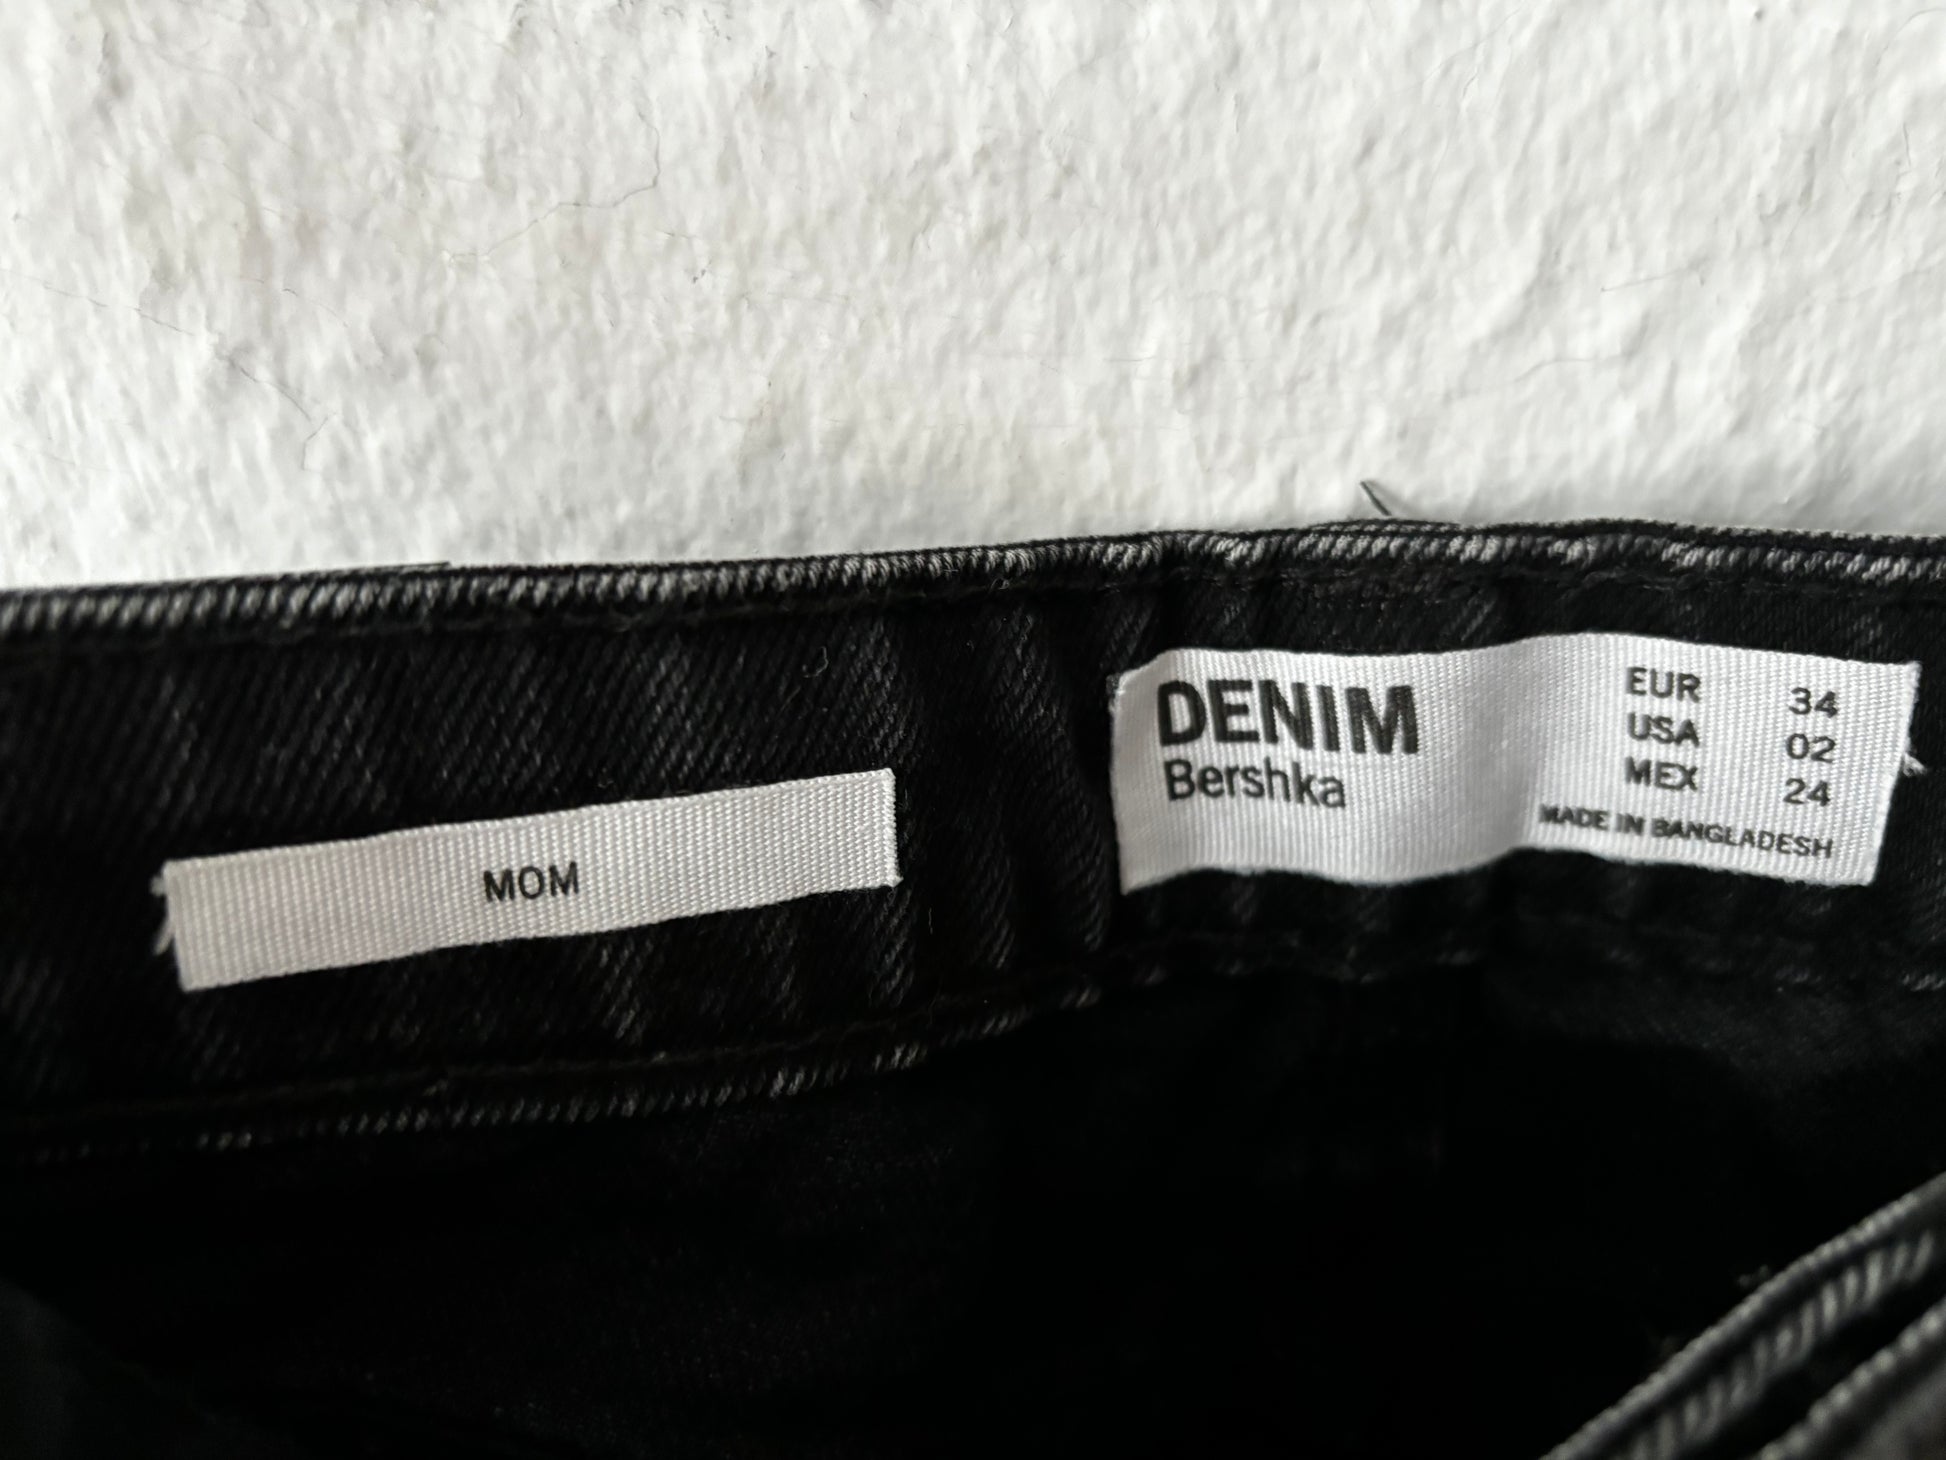 MOM
DENIM
Bershka
EUR 34
USA 02
MEX 24
MADE IN BANGLADESH